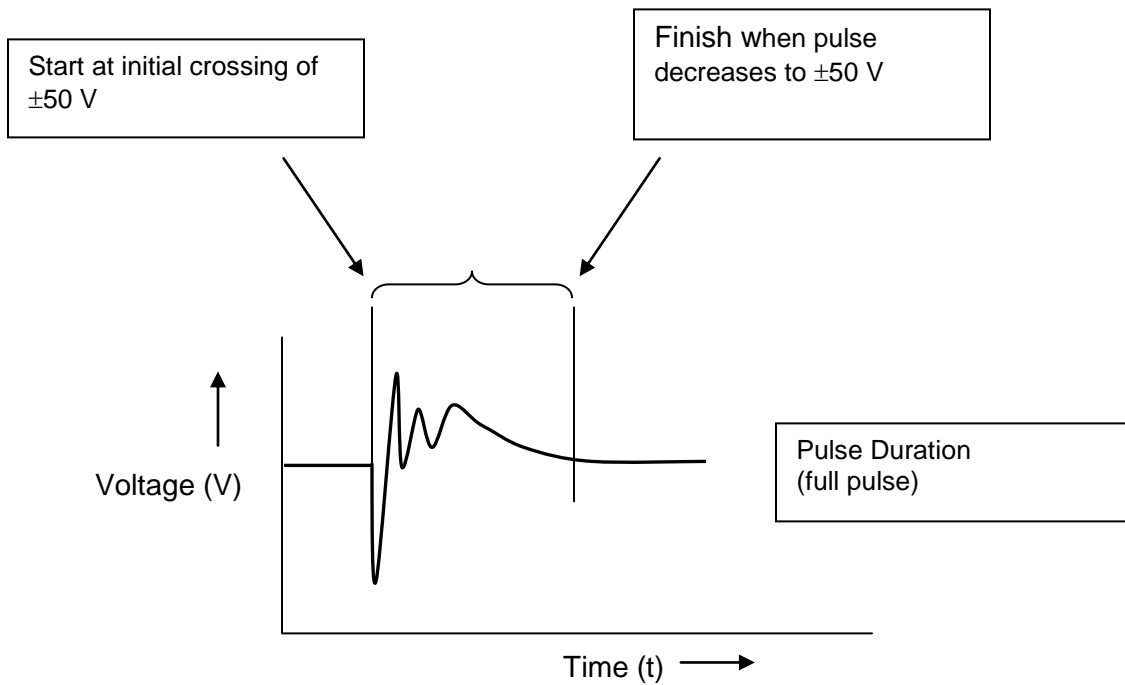 Start at initial crossing of
±50 V
Finish when pulse
decreases to ±50 V
Voltage (V)
Pulse Duration
(full pulse)
Time (t)